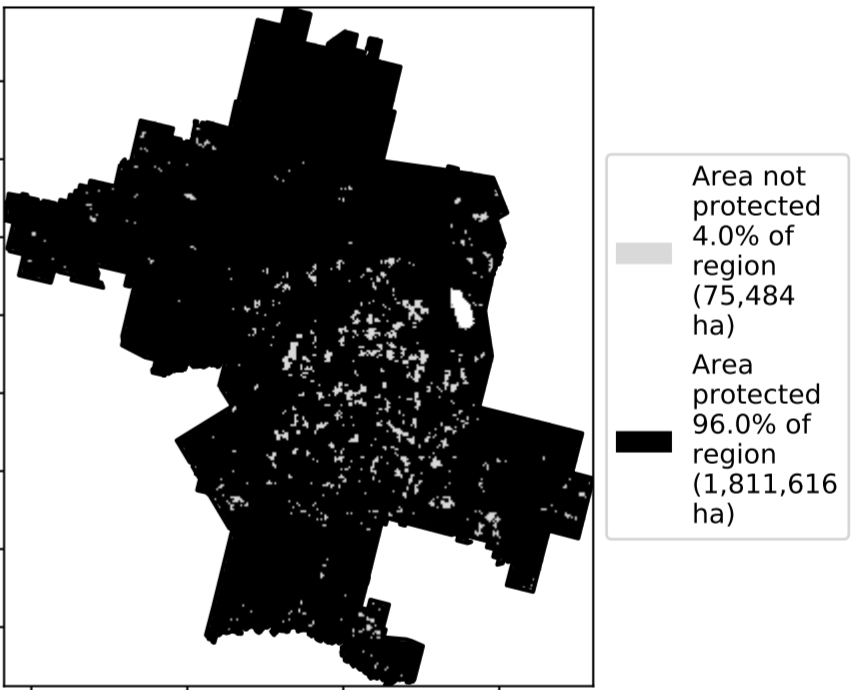 Area not
protected
4.0% of
region
(75,484
ha)
Area
protected
96.0% of
region
(1,811,616
ha)